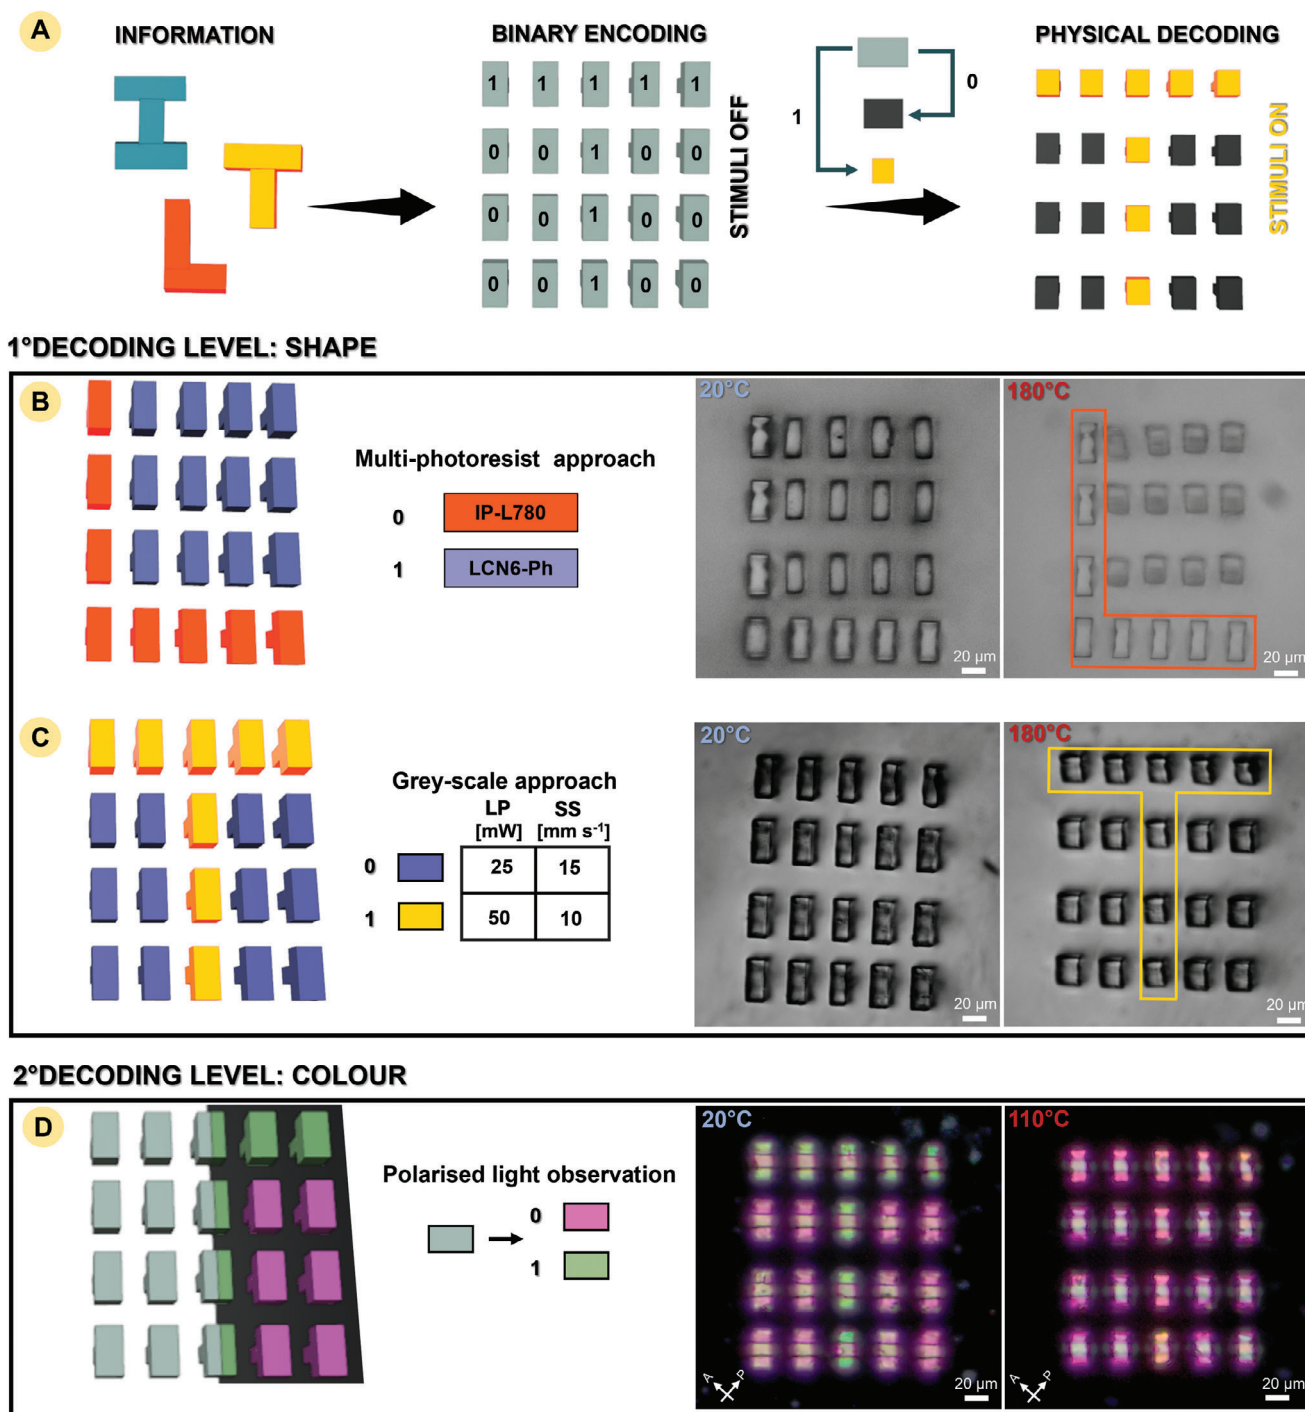 A
INFORMATION
BINARY ENCODING
PHYSICAL DECODING
1 1 1 1 1
0 0 1 0 0
0 0 1 0 0
0 0 1 0 0
STIMULI OFF
1
0
STIMULI ON
1°DECODING LEVEL: SHAPE
B
Multi-photoresist approach
0 IP-L780
1 LCN6-Ph
20°C
20 µm
180°C
20 µm
C
Grey-scale approach
LP SS
[mW] [mm s⁻¹]
0 25 15
1 50 10
20°C
20 µm
180°C
20 µm
2°DECODING LEVEL: COLOUR
D
Polarised light observation
0
1
20°C
A P
20 µm
110°C
A P
20 µm